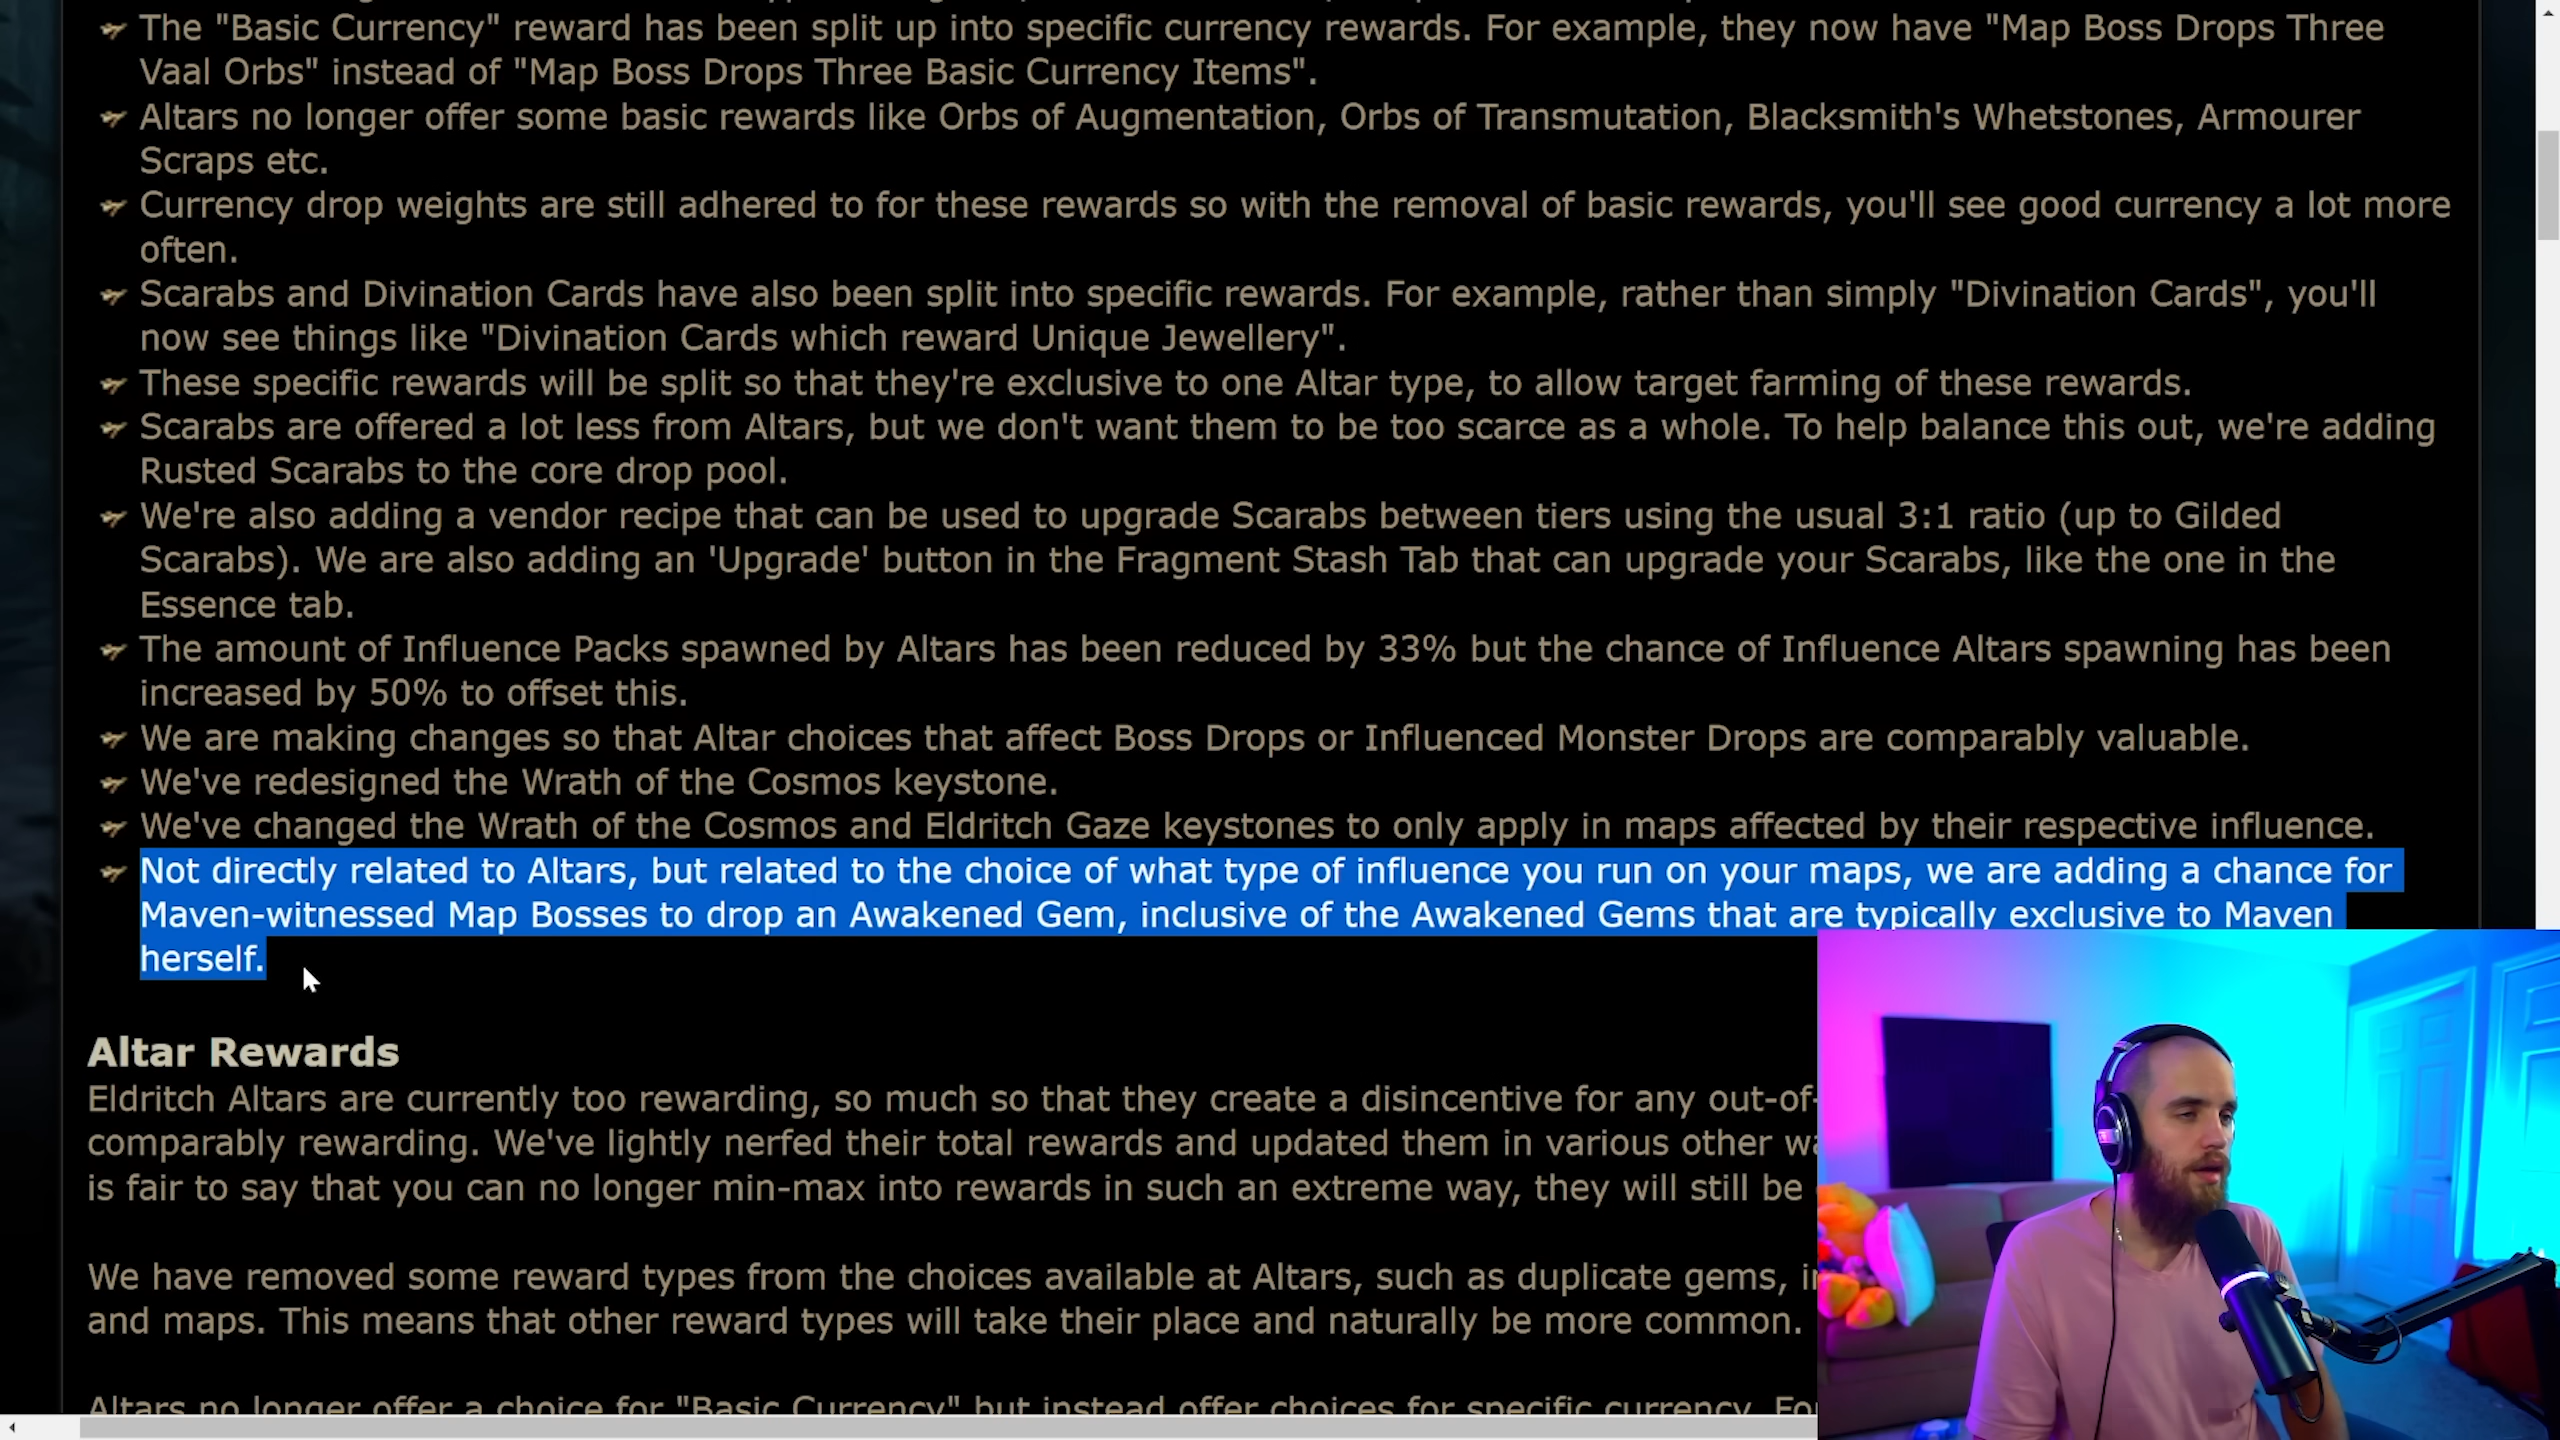 The "Basic Currency" reward has been split up into specific currency rewards. For example, they now have "Map Boss Drops Three
Vaal Orbs" instead of "Map Boss Drops Three Basic Currency Items".
Altars no longer offer some basic rewards like Orbs of Augmentation, Orbs of Transmutation, Blacksmith's Whetstones, Armourer
Scraps etc.
Currency drop weights are still adhered to for these rewards so with the removal of basic rewards, you'll see good currency a lot more
often.
Scarabs and Divination Cards have also been split into specific rewards. For example, rather than simply "Divination Cards", you'll
now see things like "Divination Cards which reward Unique Jewellery".
These specific rewards will be split so that they're exclusive to one Altar type, to allow target farming of these rewards.
Scarabs are offered a lot less from Altars, but we don't want them to be too scarce as a whole. To help balance this out, we're adding
Rusted Scarabs to the core drop pool.
We're also adding a vendor recipe that can be used to upgrade Scarabs between tiers using the usual 3:1 ratio (up to Gilded
Scarabs). We are also adding an 'Upgrade' button in the Fragment Stash Tab that can upgrade your Scarabs, like the one in the
Essence tab.
The amount of Influence Packs spawned by Altars has been reduced by 33% but the chance of Influence Altars spawning has been
increased by 50% to offset this.
We are making changes so that Altar choices that affect Boss Drops or Influenced Monster Drops are comparably valuable.
We've redesigned the Wrath of the Cosmos keystone.
We've changed the Wrath of the Cosmos and Eldritch Gaze keystones to only apply in maps affected by their respective influence.
Not directly related to Altars, but related to the choice of what type of influence you run on your maps, we are adding a chance for
Maven-witnessed Map Bosses to drop an Awakened Gem, inclusive of the Awakened Gems that are typically exclusive to Maven
herself.
Altar Rewards
Eldritch Altars are currently too rewarding, so much so that they create a disincentive for any out-of-
comparably rewarding. We've lightly nerfed their total rewards and updated them in various other
is fair to say that you can no longer min-max into rewards in such an extreme way, they will still be
We have removed some reward types from the choices available at Altars, such as duplicate gems,
and maps. This means that other reward types will take their place and naturally be more common.
Altars no longer offer a choice for "Basic Currency" but instead offer choices for specific currency.